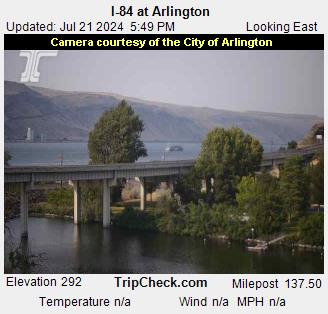 I-84 at Arlington
Updated: Jul 21 2024 5:49 PM Looking East
Camera courtesy of the City of Arlington
Elevation 292 TripCheck.com Milepost 137.50
Temperature n/a Wind n/a MPH n/a